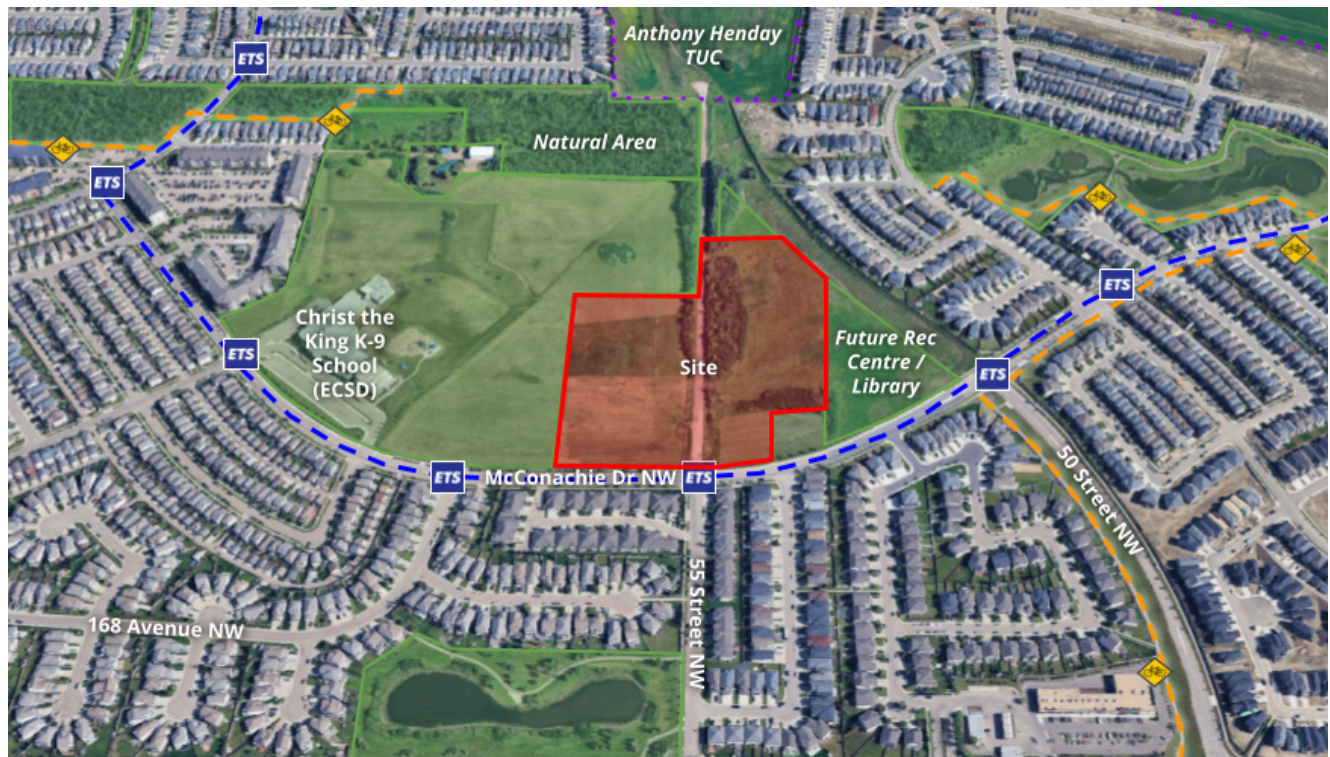 Anthony Henday
TUC
ETS
Natural Area
ETS
ETS
Christ the
King K-9
School
(ECSD)
ETS
Site
Future Rec
Centre /
Library
ETS
ETS
McConachie Dr NW
ETS
50 Street NW
55 Street NW
168 Avenue NW